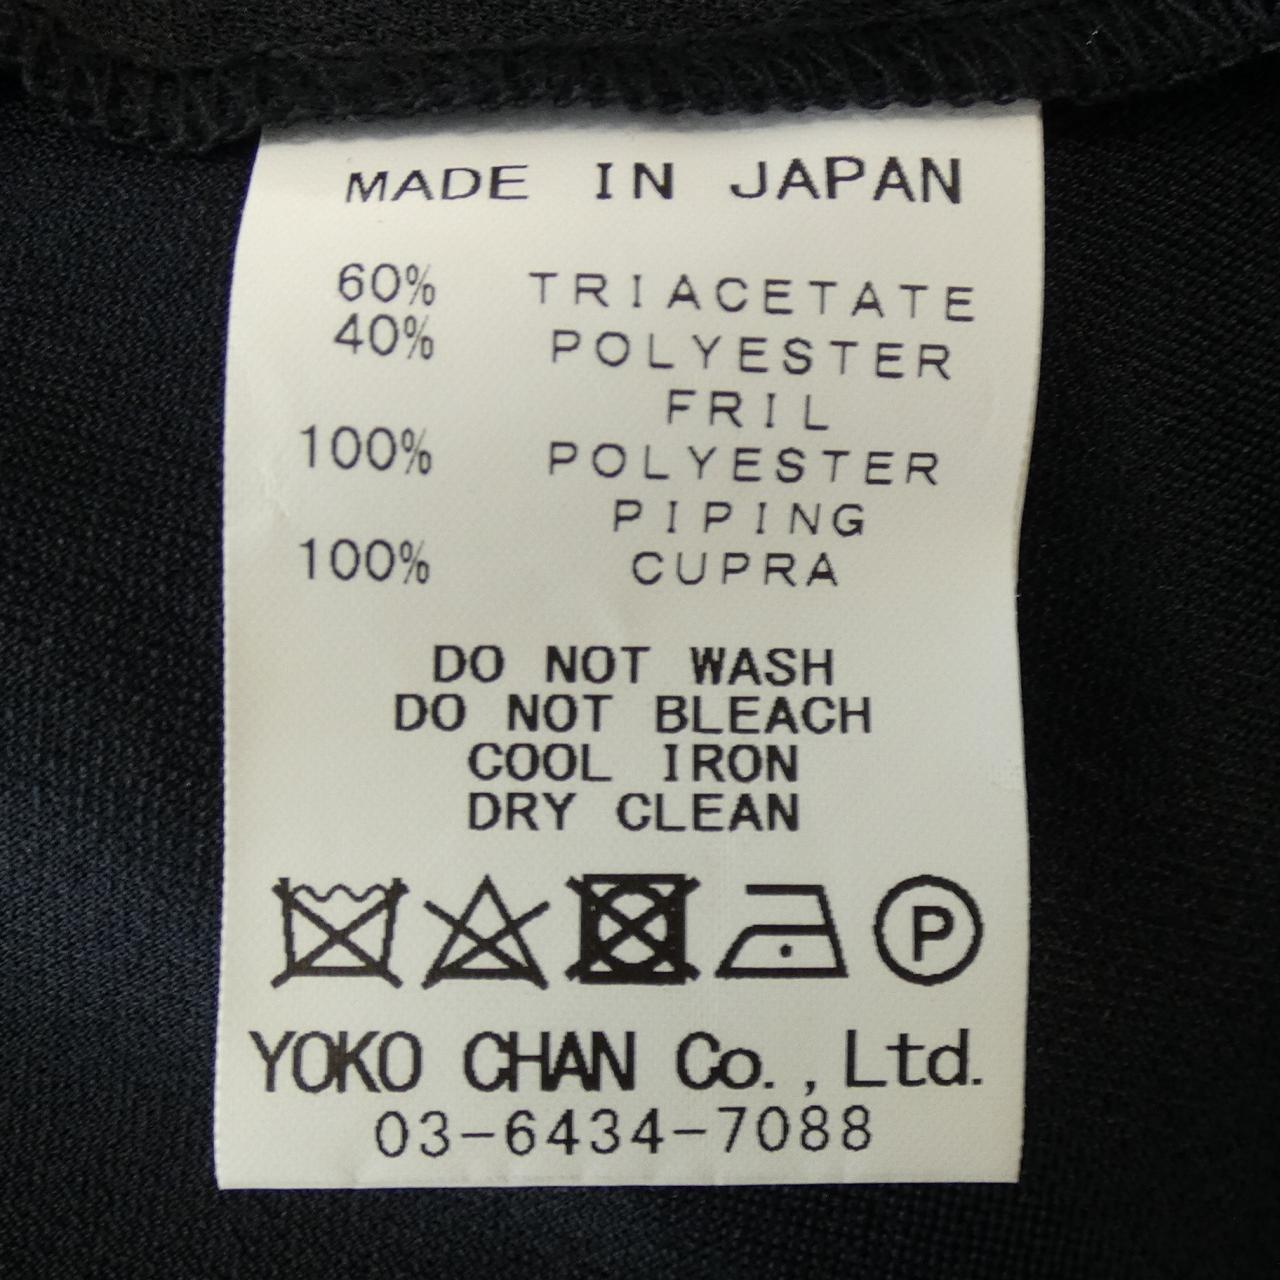 MADE IN JAPAN
60% TRIACETATE
40% POLYESTER
FRIL
100% POLYESTER
PIPING
100% CUPRA
DO NOT WASH
DO NOT BLEACH
COOL IRON
DRY CLEAN
P
YOKO CHAN Co., Ltd.
03-6434-7088